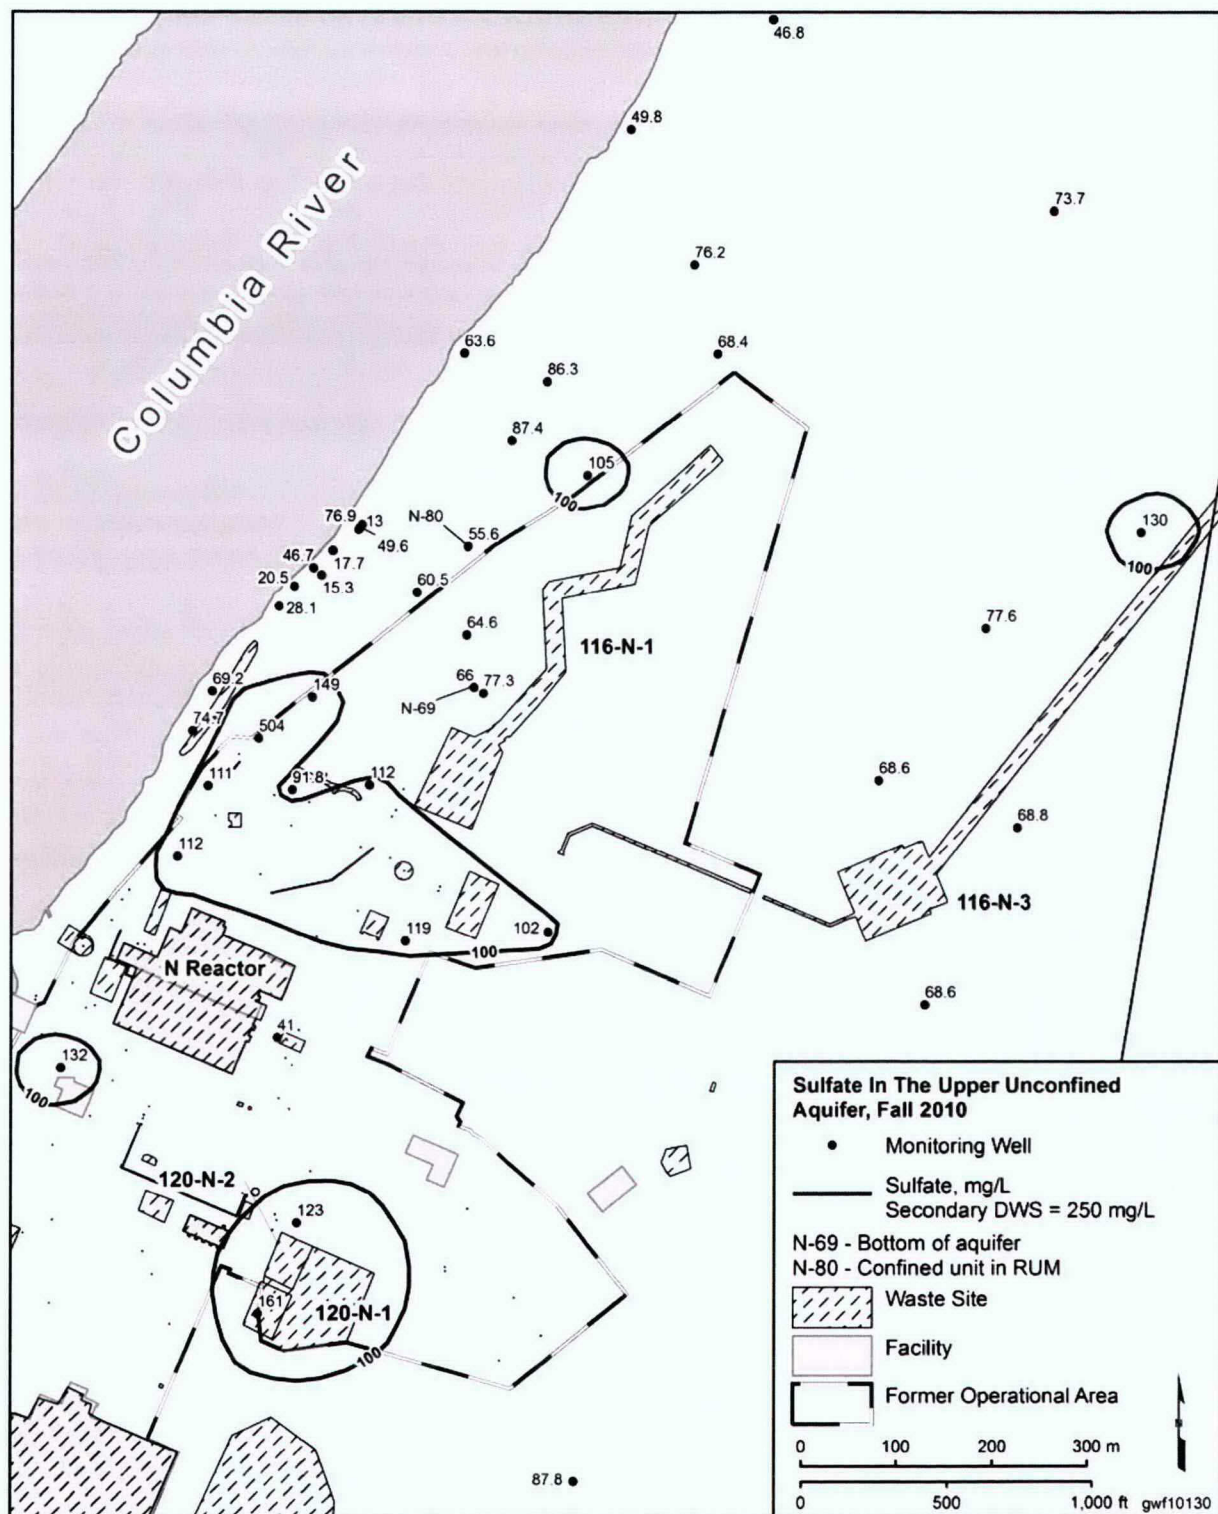 46.8
49.8
Columbia River
73.7
76.2
63.6
68.4
86.3
87.4
105
100
76.9
13
49.6
N-80
55.6
130
100
46.7
17.7
20.5
15.3
28.1
60.5
64.6
77.6
116-N-1
66
77.3
N-69
69.2
149
74.7
504
111
91.8
112
68.6
68.8
112
116-N-3
119
102
100
N Reactor
68.6
41
132
100
120-N-2
123
161
120-N-1
100
87.8
Sulfate In The Upper Unconfined
Aquifer, Fall 2010
Monitoring Well
Sulfate, mg/L
Secondary DWS = 250 mg/L
N-69 - Bottom of aquifer
N-80 - Confined unit in RUM
Waste Site
Facility
Former Operational Area
0 100 200 300 m
0 500 1,000 ft gwf10130